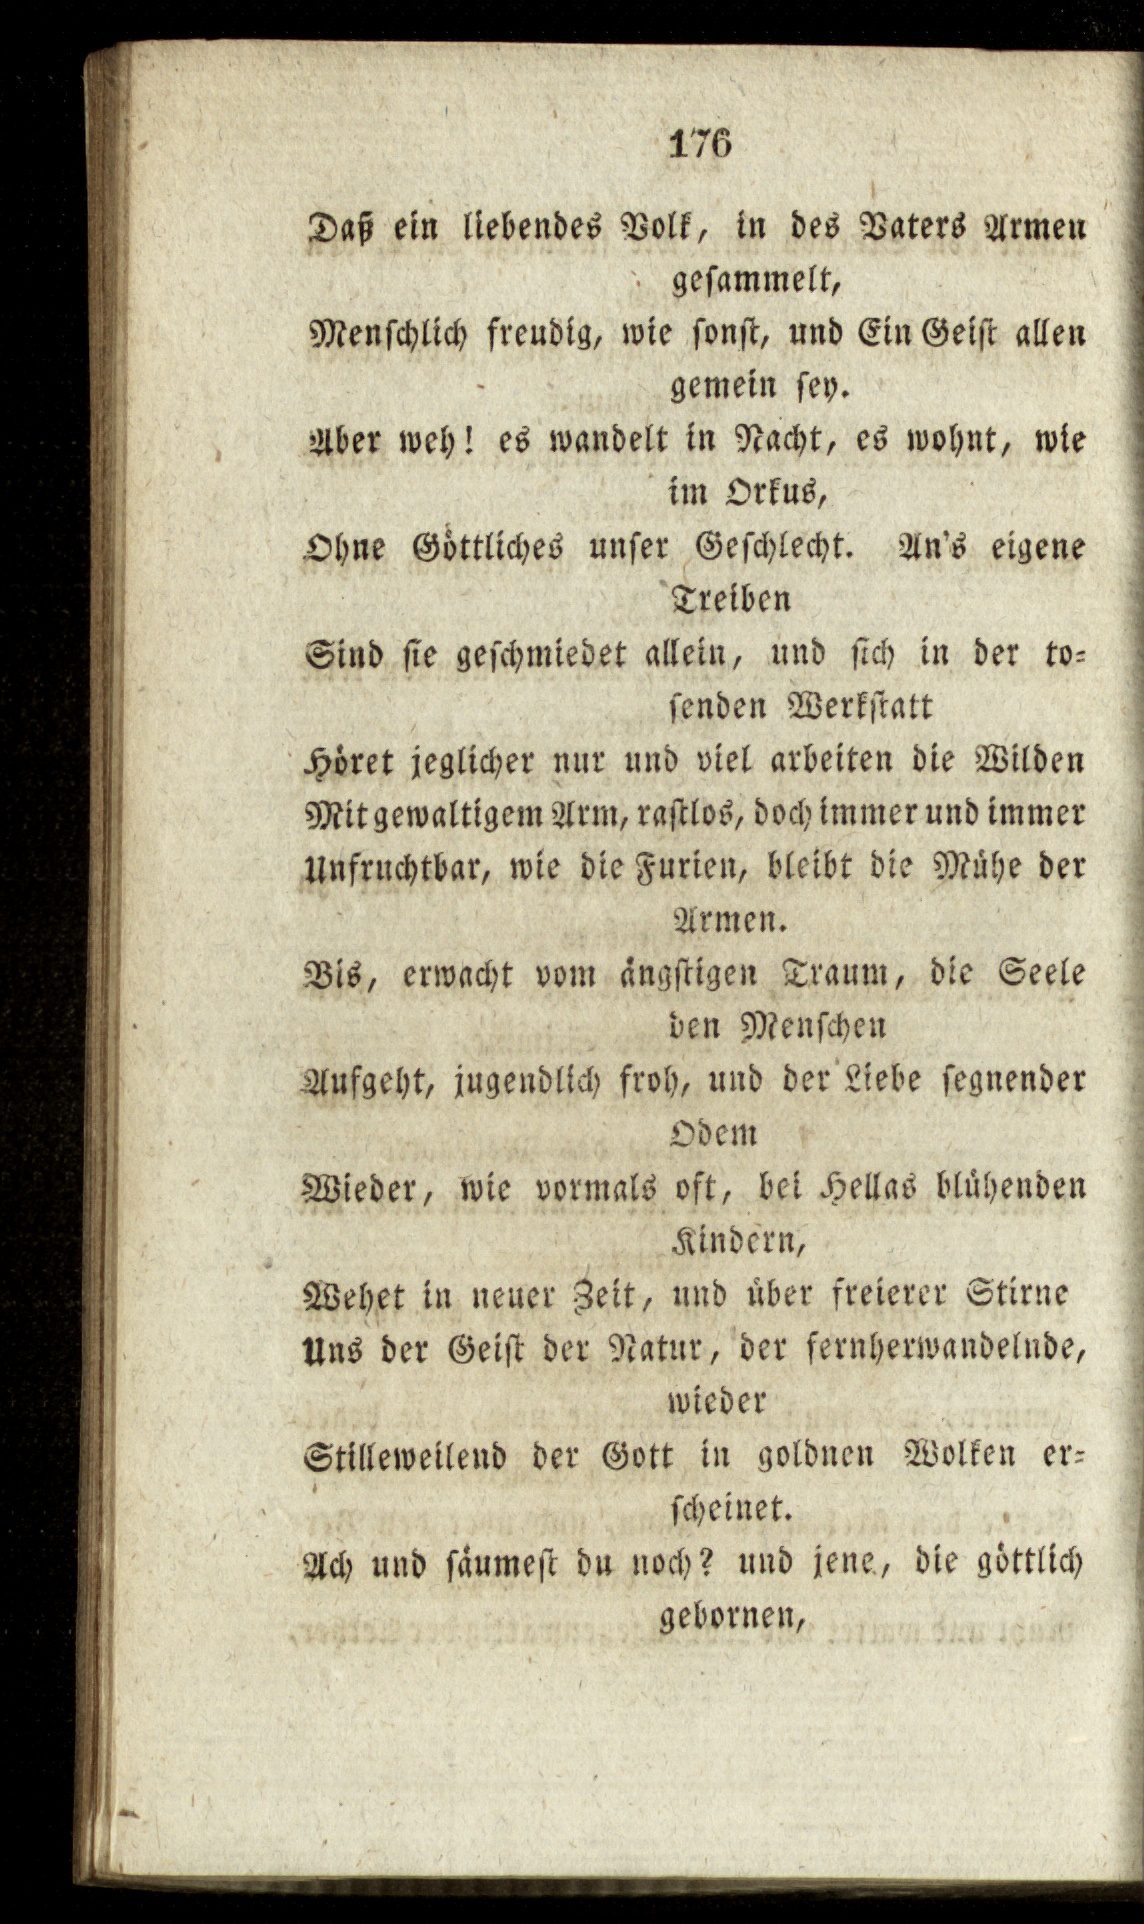 176
Daß ein liebendes Volk, in des Vaters Armen
gesammelt,
Menschlich freudig, wie sonst, und Ein Geist allen
gemein sey.
Aber weh! es wandelt in Nacht, es wohnt, wie
im Orkus,
Ohne Göttliches unser Geschlecht. An's eigene
Treiben
Sind sie geschmiedet allein, und sich in der to-
senden Werkstatt
Höret jeglicher nur und viel arbeiten die Wilden
Mit gewaltigem Arm, rastlos, doch immer und immer
Unfruchtbar, wie die Furien, bleibt die Mühe der
Armen.
Bis, erwacht vom ängstigen Traum, die Seele
den Menschen
Aufgeht, jugendlich froh, und der Liebe segnender
Odem
Wieder, wie vormals oft, bei Hellas blühenden
Kindern,
Wehet in neuer Zeit, und über freierer Stirne
Uns der Geist der Natur, der fernherwandelnde,
wieder
Stilleweilend der Gott in goldnen Wolken er-
scheinet.
Ach und säumest du noch? und jene, die göttlich
gebornen,